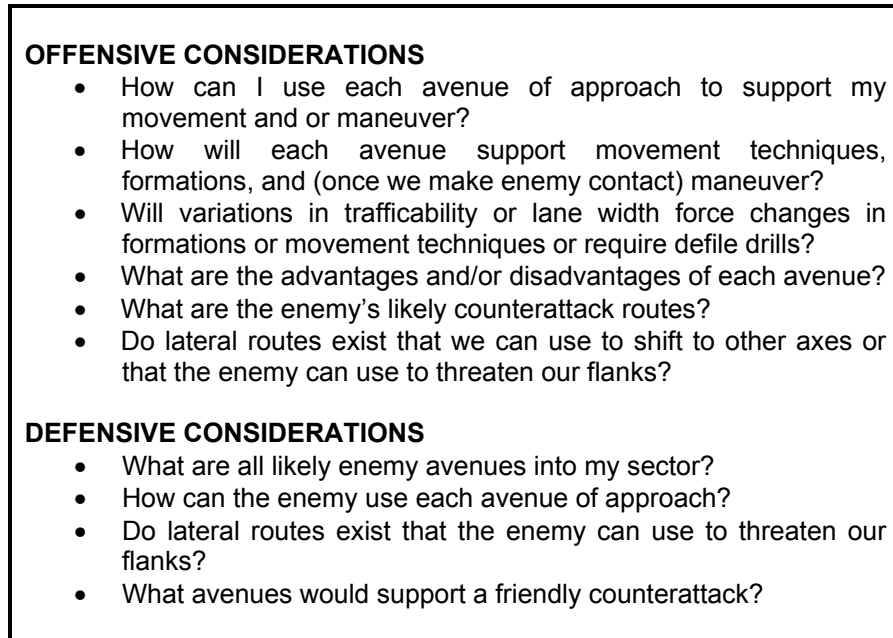 OFFENSIVE CONSIDERATIONS
• How can I use each avenue of approach to support my
movement and or maneuver?
• How will each avenue support movement techniques,
formations, and (once we make enemy contact) maneuver?
• Will variations in trafficability or lane width force changes in
formations or movement techniques or require defile drills?
• What are the advantages and/or disadvantages of each avenue?
• What are the enemy’s likely counterattack routes?
• Do lateral routes exist that we can use to shift to other axes or
that the enemy can use to threaten our flanks?
DEFENSIVE CONSIDERATIONS
• What are all likely enemy avenues into my sector?
• How can the enemy use each avenue of approach?
• Do lateral routes exist that the enemy can use to threaten our
flanks?
• What avenues would support a friendly counterattack?